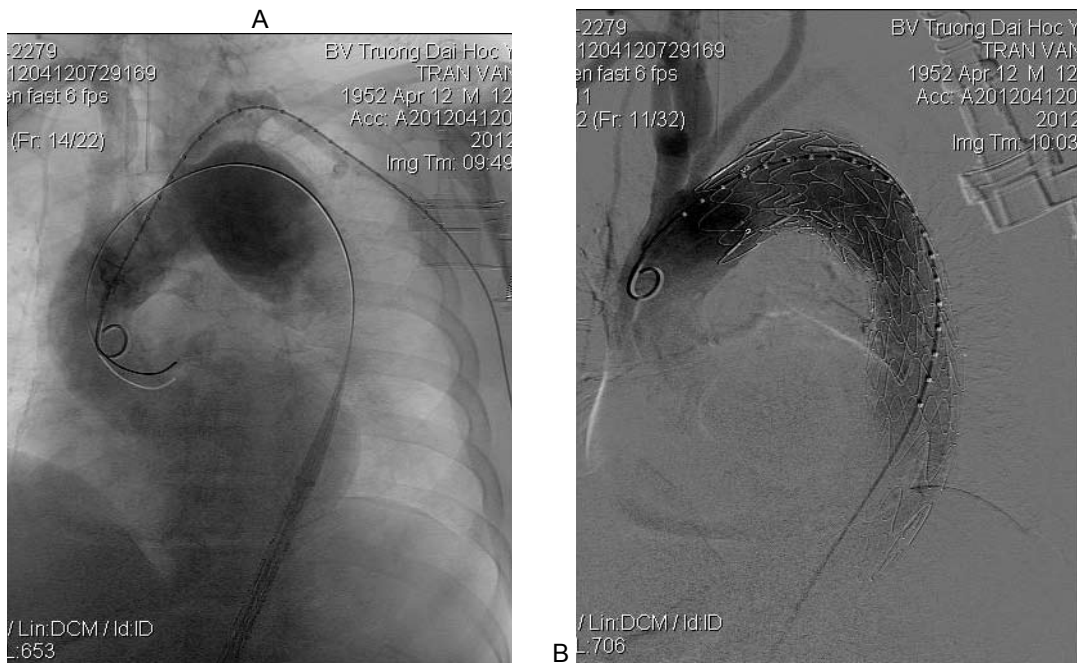 A
-2279
1204120729169
en fast 6 fps
(Fr: 14/22)
BV Truong Dai Hoc Y
TRAN VAN
1952 Apr 12 M 12
Acc: A201204120
2012
Img Tm: 09:49
/ Lin:DCM / Id:ID
L:653
B
-2279
1204120729169
en fast 6 fps
11
2 (Fr: 11/32)
BV Truong Dai Hoc Y
TRAN VAN
1952 Apr 12 M 12
Acc: A201204120
2012
Img Tm: 10:03
/ Lin:DCM / Id:ID
L:706